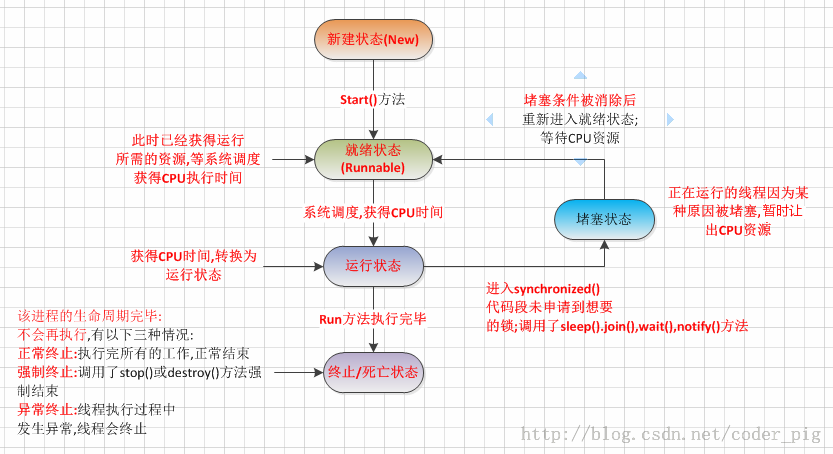 新建状态(New)
Start()方法
堵塞条件被消除后
重新进入就绪状态;
等待CPU资源
此时已经获得运行
所需的资源,等系统调度
获得CPU执行时间
就绪状态
(Runnable)
系统调度,获得CPU时间
堵塞状态
正在运行的线程因为某
种原因被堵塞,暂时让
出CPU资源
获得CPU时间,转换为
运行状态
运行状态
进入synchronized()
代码段未申请到想要
的锁;调用了sleep().join(),wait(),notify()方法
Run方法执行完毕
该进程的生命周期完毕:
不会再执行,有以下三种情况:
正常终止:执行完所有的工作,正常结束
强制终止:调用了stop()或destroy()方法强
制结束
异常终止:线程执行过程中
发生异常,线程会终止
终止/死亡状态
http://blog.csdn.net/coder_pig